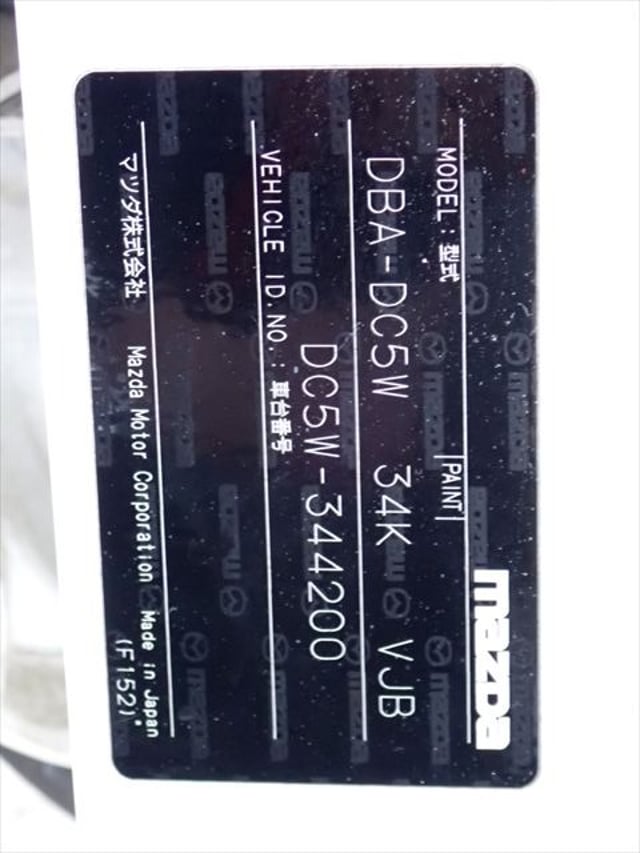 mazda
MODEL : 型式 PAINT
DBA-DC5W 34K VJB
DC5W-344200
VEHICLE ID.NO. : 車台番号
マツダ株式会社 Mazda Motor Corporation Made in Japan
(F152)